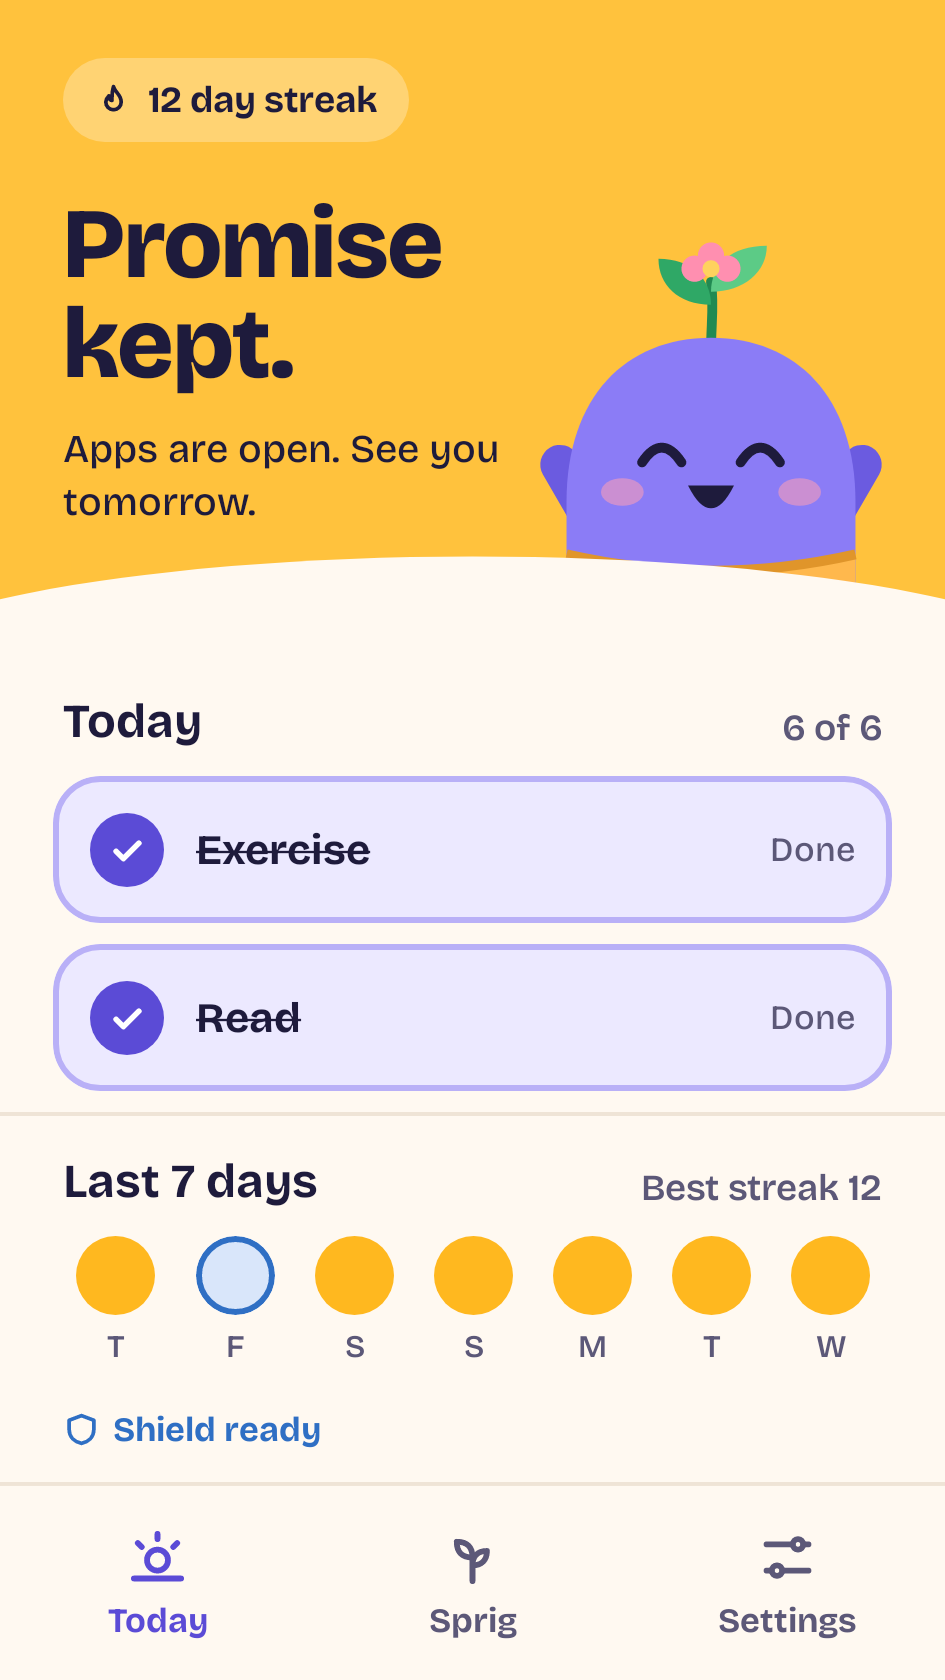 12 day streak
Promise
kept.
Apps are open. See you
tomorrow.
Today
6 of 6
Exercise
Done
Read
Done
Last 7 days
Best streak 12
T F S S M T W
Shield ready
Today
Sprig
Settings